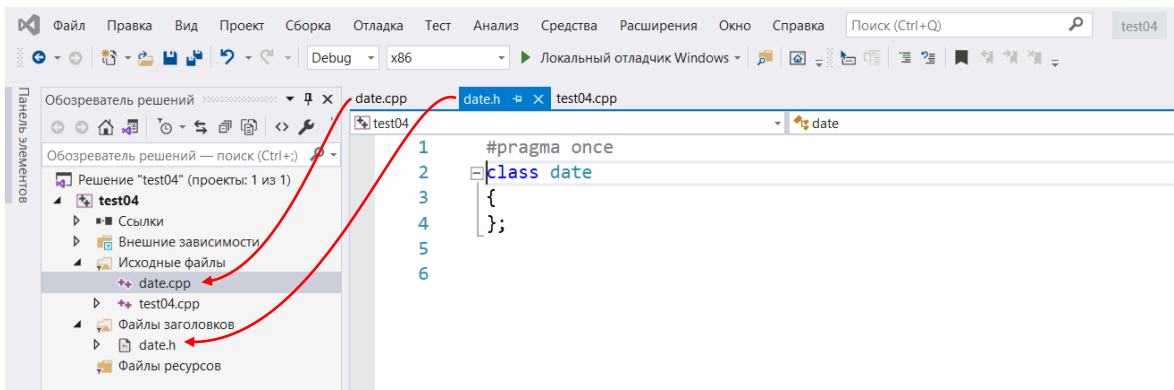 Файл Правка Вид Проект Сборка Отладка Тест Анализ Средства Расширения Окно Справка Поиск (Ctrl+Q) test04
Debug x86 Локальный отладчик Windows
Панель элементов
Обозреватель решений
date.cpp date.h test04.cpp
test04 date
Обозреватель решений — поиск (Ctrl+;)
Решение "test04" (проекты: 1 из 1)
test04
Ссылки
Внешние зависимости
Исходные файлы
date.cpp
test04.cpp
Файлы заголовков
date.h
Файлы ресурсов
1 #pragma once
2 class date
3 {
4 };
5
6